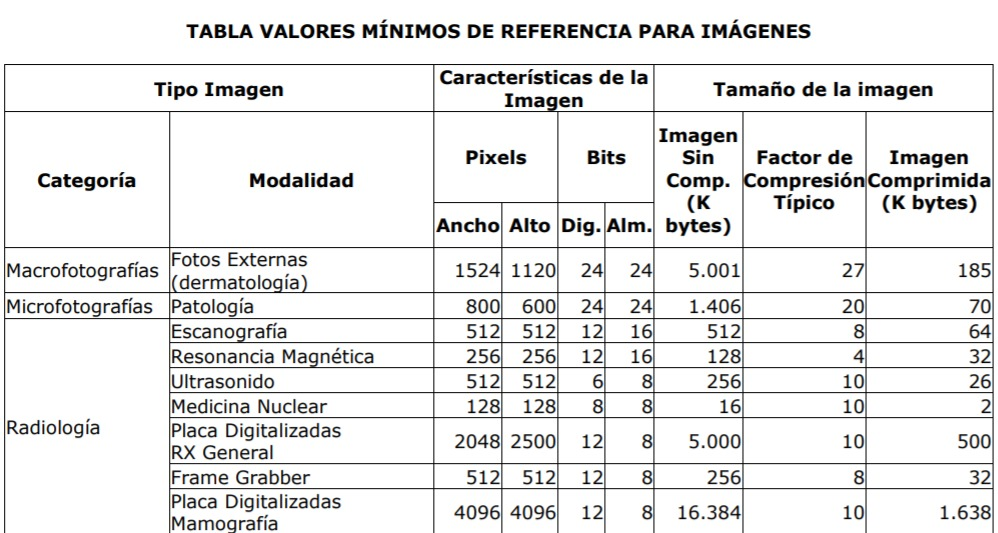 TABLA VALORES MÍNIMOS DE REFERENCIA PARA IMÁGENES
Tipo Imagen Características de la Imagen Tamaño de la imagen
Categoría Modalidad Pixels Bits Imagen Sin Comp. (K bytes) Factor de Compresión Típico Imagen Comprimida (K bytes)
Ancho Alto Dig. Alm.
Macrofotografías Fotos Externas (dermatología) 1524 1120 24 24 5.001 27 185
Microfotografías Patología 800 600 24 24 1.406 20 70
Radiología
Escanografía 512 512 12 16 512 8 64
Resonancia Magnética 256 256 12 16 128 4 32
Ultrasonido 512 512 6 8 256 10 26
Medicina Nuclear 128 128 8 8 16 10 2
Placa Digitalizadas RX General 2048 2500 12 8 5.000 10 500
Frame Grabber 512 512 12 8 256 8 32
Placa Digitalizadas Mamografía 4096 4096 12 8 16.384 10 1.638